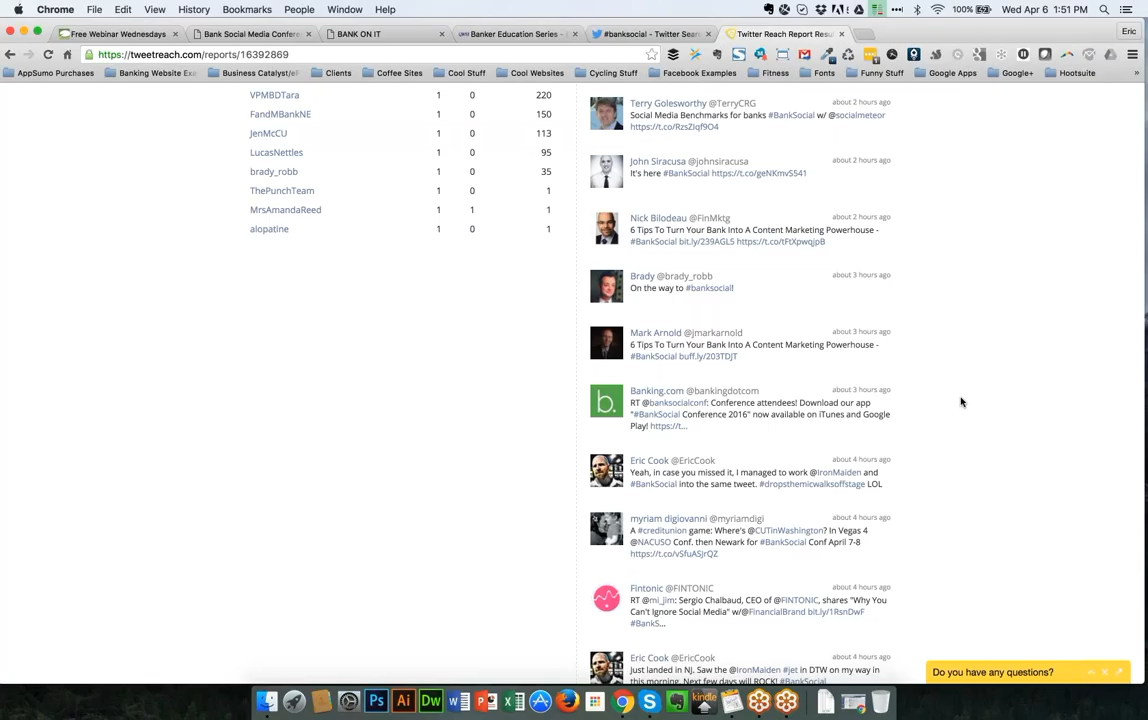 Chrome File Edit View History Bookmarks People Window Help 100% Wed Apr 6 1:51 PM
Free Webinar Wednesdays × Bank Social Media Confere × BANK ON IT × Banker Education Series - × #banksocial - Twitter Sear × Twitter Reach Report Resu × Eric
https://tweetreach.com/reports/16392869
AppSumo Purchases Banking Website Exa Business Catalyst/eF Clients Coffee Sites Cool Stuff Cool Websites Cycling Stuff Facebook Examples Fitness Fonts Funny Stuff Google Apps Google+ Hootsuite »
VPMBDTara 1 0 220
FandMBankNE 1 0 150
JenMcCU 1 0 113
LucasNettles 1 0 95
brady_robb 1 0 35
ThePunchTeam 1 0 1
MrsAmandaReed 1 1 1
alopatine 1 0 1
Terry Golesworthy @TerryCRG about 2 hours ago
Social Media Benchmarks for banks #BankSocial w/ @socialmeteor
https://t.co/RzsZIqf9O4
John Siracusa @johnsiracusa about 2 hours ago
It's here #BankSocial https://t.co/geNKmvS541
Nick Bilodeau @FinMktg about 2 hours ago
6 Tips To Turn Your Bank Into A Content Marketing Powerhouse -
#BankSocial bit.ly/239AGL5 https://t.co/tFtXpwqjpB
Brady @brady_robb about 3 hours ago
On the way to #banksocial!
Mark Arnold @jmarkarnold about 3 hours ago
6 Tips To Turn Your Bank Into A Content Marketing Powerhouse -
#BankSocial buff.ly/203TDJT
Banking.com @bankingdotcom about 3 hours ago
RT @banksocialconf: Conference attendees! Download our app
"#BankSocial Conference 2016" now available on iTunes and Google
Play! https://t...
Eric Cook @EricCook about 4 hours ago
Yeah, in case you missed it, I managed to work @IronMaiden and
#BankSocial into the same tweet. #dropsthemicwalksoffstage LOL
myriam digiovanni @myriamdigi about 4 hours ago
A #creditunion game: Where's @CUTinWashington? In Vegas 4
@NACUSO Conf. then Newark for #BankSocial Conf April 7-8
https://t.co/vSfuASJrQZ
Fintonic @FINTONIC about 4 hours ago
RT @mi_jim: Sergio Chalbaud, CEO of @FINTONIC, shares "Why You
Can't Ignore Social Media" w/@FinancialBrand bit.ly/1RsnDwF
#BankS...
Eric Cook @EricCook about 4 hours ago
Just landed in NJ. Saw the @IronMaiden #jet in DTW on my way in
this morning. Next few days will ROCK! #BankSocial
Do you have any questions?
Ps Ai Dw kindle